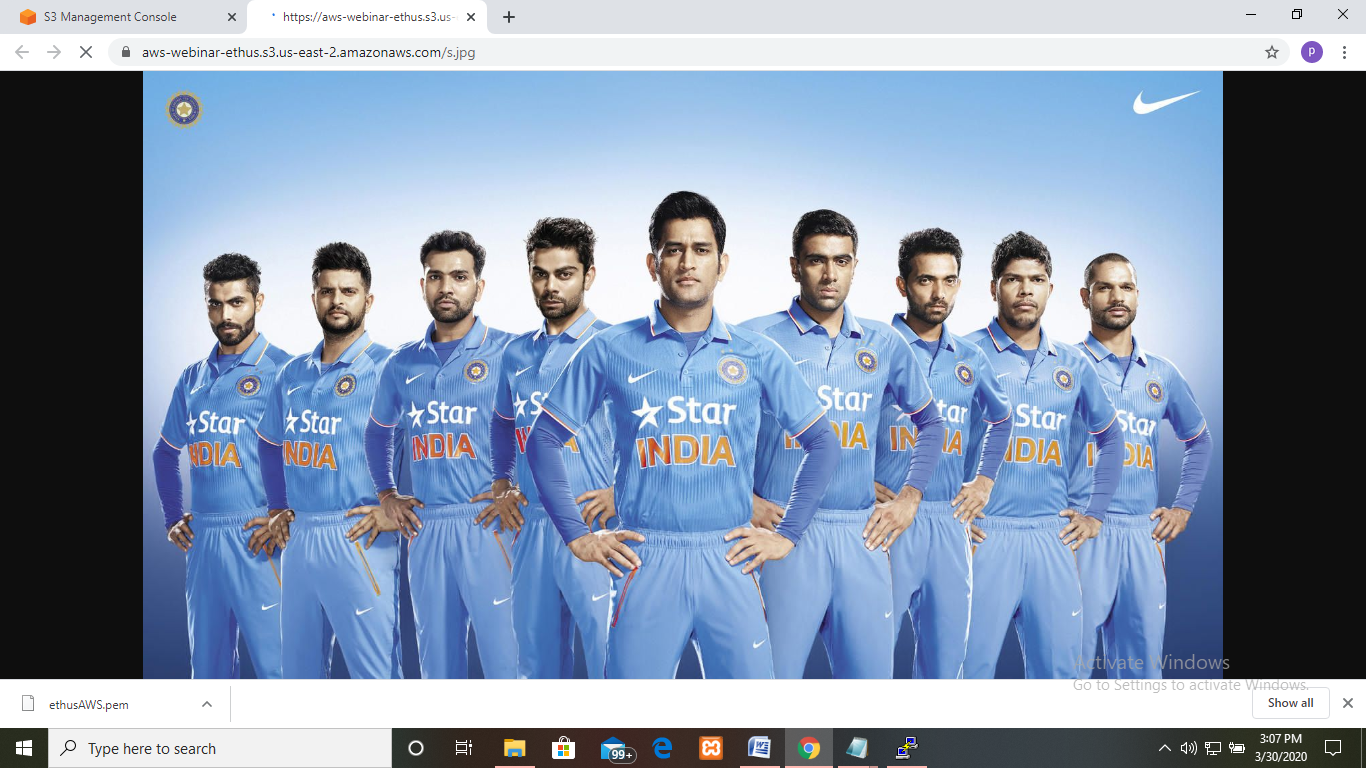 S3 Management Console
https://aws-webinar-ethus.s3.us-
aws-webinar-ethus.s3.us-east-2.amazonaws.com/s.jpg
p
Star
INDIA
Star
INDIA
Star
INDIA
Star
INDIA
Star
INDIA
Star
INDIA
Star
INDIA
Activate Windows
Go to Settings to activate Windows.
ethusAWS.pem
Show all
Type here to search
99+
3:07 PM
3/30/2020